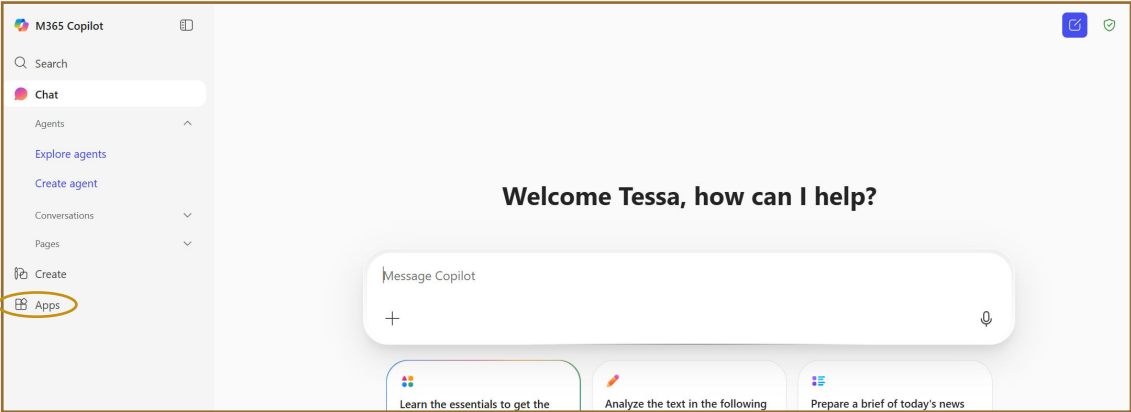 M365 Copilot
Search
Chat
Agents
Explore agents
Create agent
Conversations
Pages
Create
Apps
Welcome Tessa, how can I help?
Message Copilot
Learn the essentials to get the
Analyze the text in the following
Prepare a brief of today's news